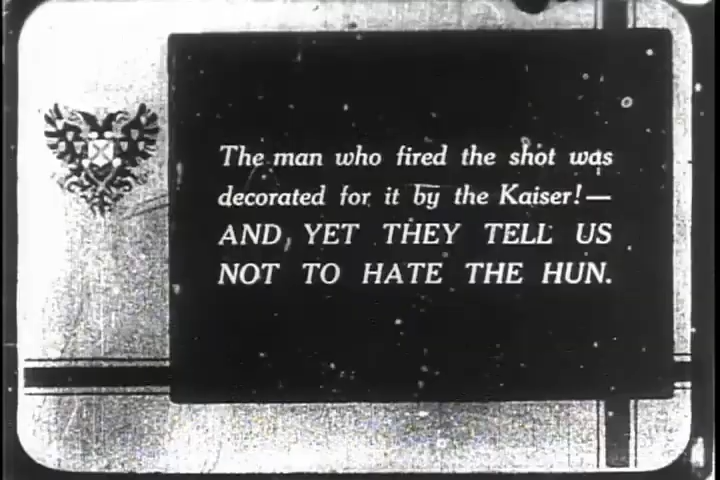 The man who fired the shot was
decorated for it by the Kaiser!—
AND YET THEY TELL US
NOT TO HATE THE HUN.